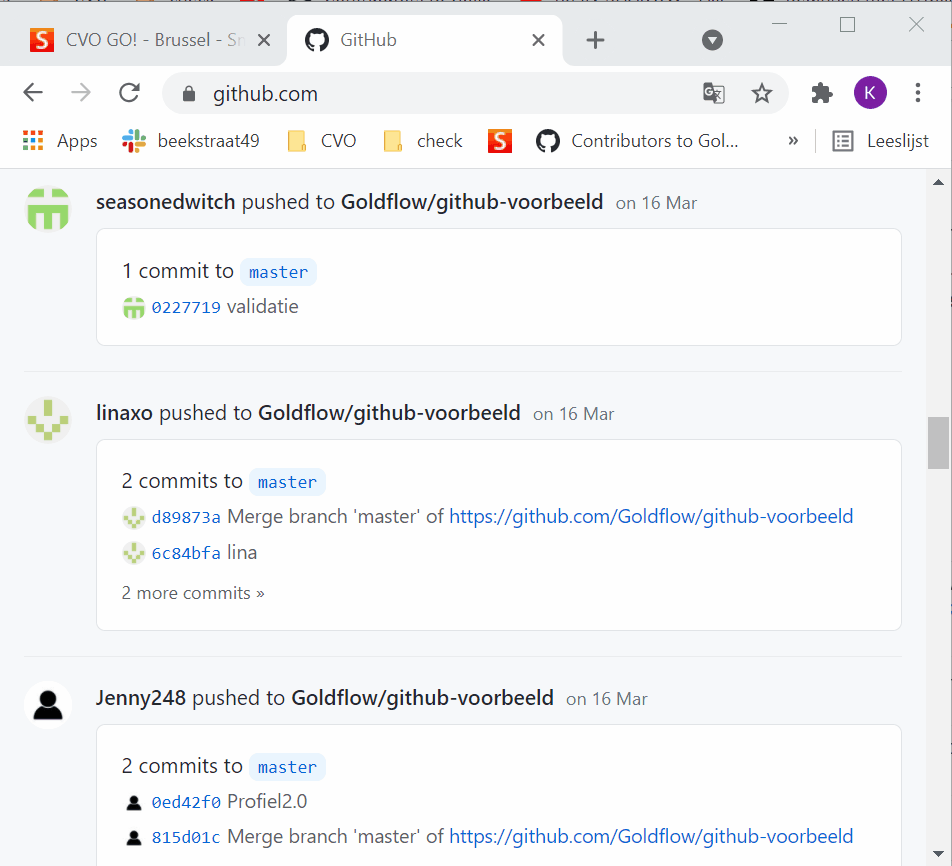 CVO GO! - Brussel - Sn
GitHub
github.com
K
Apps
beekstraat49
CVO
check
Contributors to Gol...
»
Leeslijst
seasonedwitch pushed to Goldflow/github-voorbeeld on 16 Mar
1 commit to master
0227719 validatie
linaxo pushed to Goldflow/github-voorbeeld on 16 Mar
2 commits to master
d89873a Merge branch 'master' of https://github.com/Goldflow/github-voorbeeld
6c84bfa lina
2 more commits »
Jenny248 pushed to Goldflow/github-voorbeeld on 16 Mar
2 commits to master
0ed42f0 Profiel2.0
815d01c Merge branch 'master' of https://github.com/Goldflow/github-voorbeeld